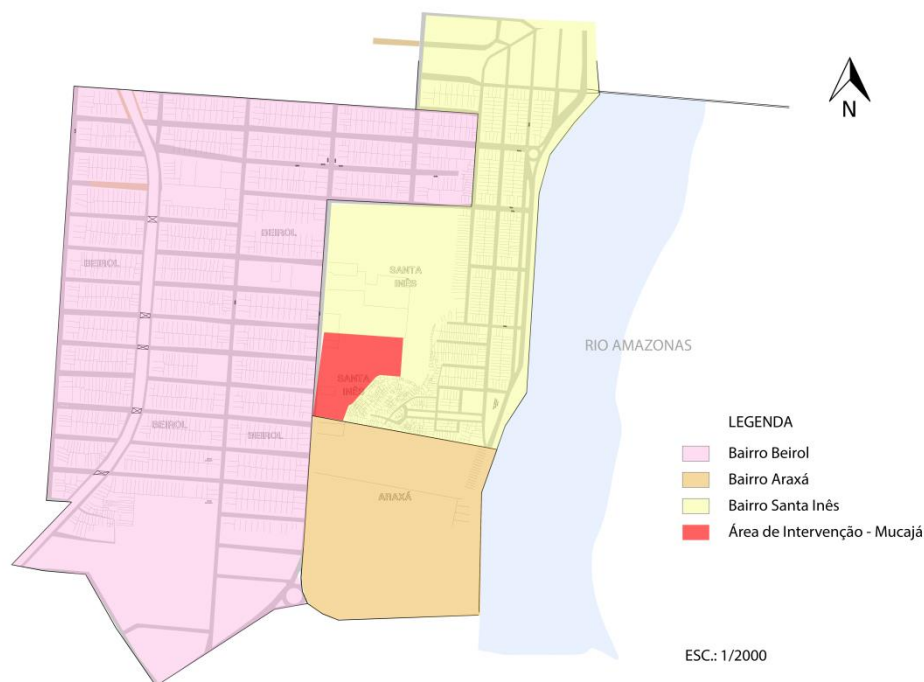 N
BEIROL
BEIROL
SANTA
INÊS
RIO AMAZONAS
SANTA
INÊS
BEIROL
BEIROL
ARAXÁ
LEGENDA
Bairro Beirol
Bairro Araxá
Bairro Santa Inês
Área de Intervenção - Mucajá
ESC.: 1/2000